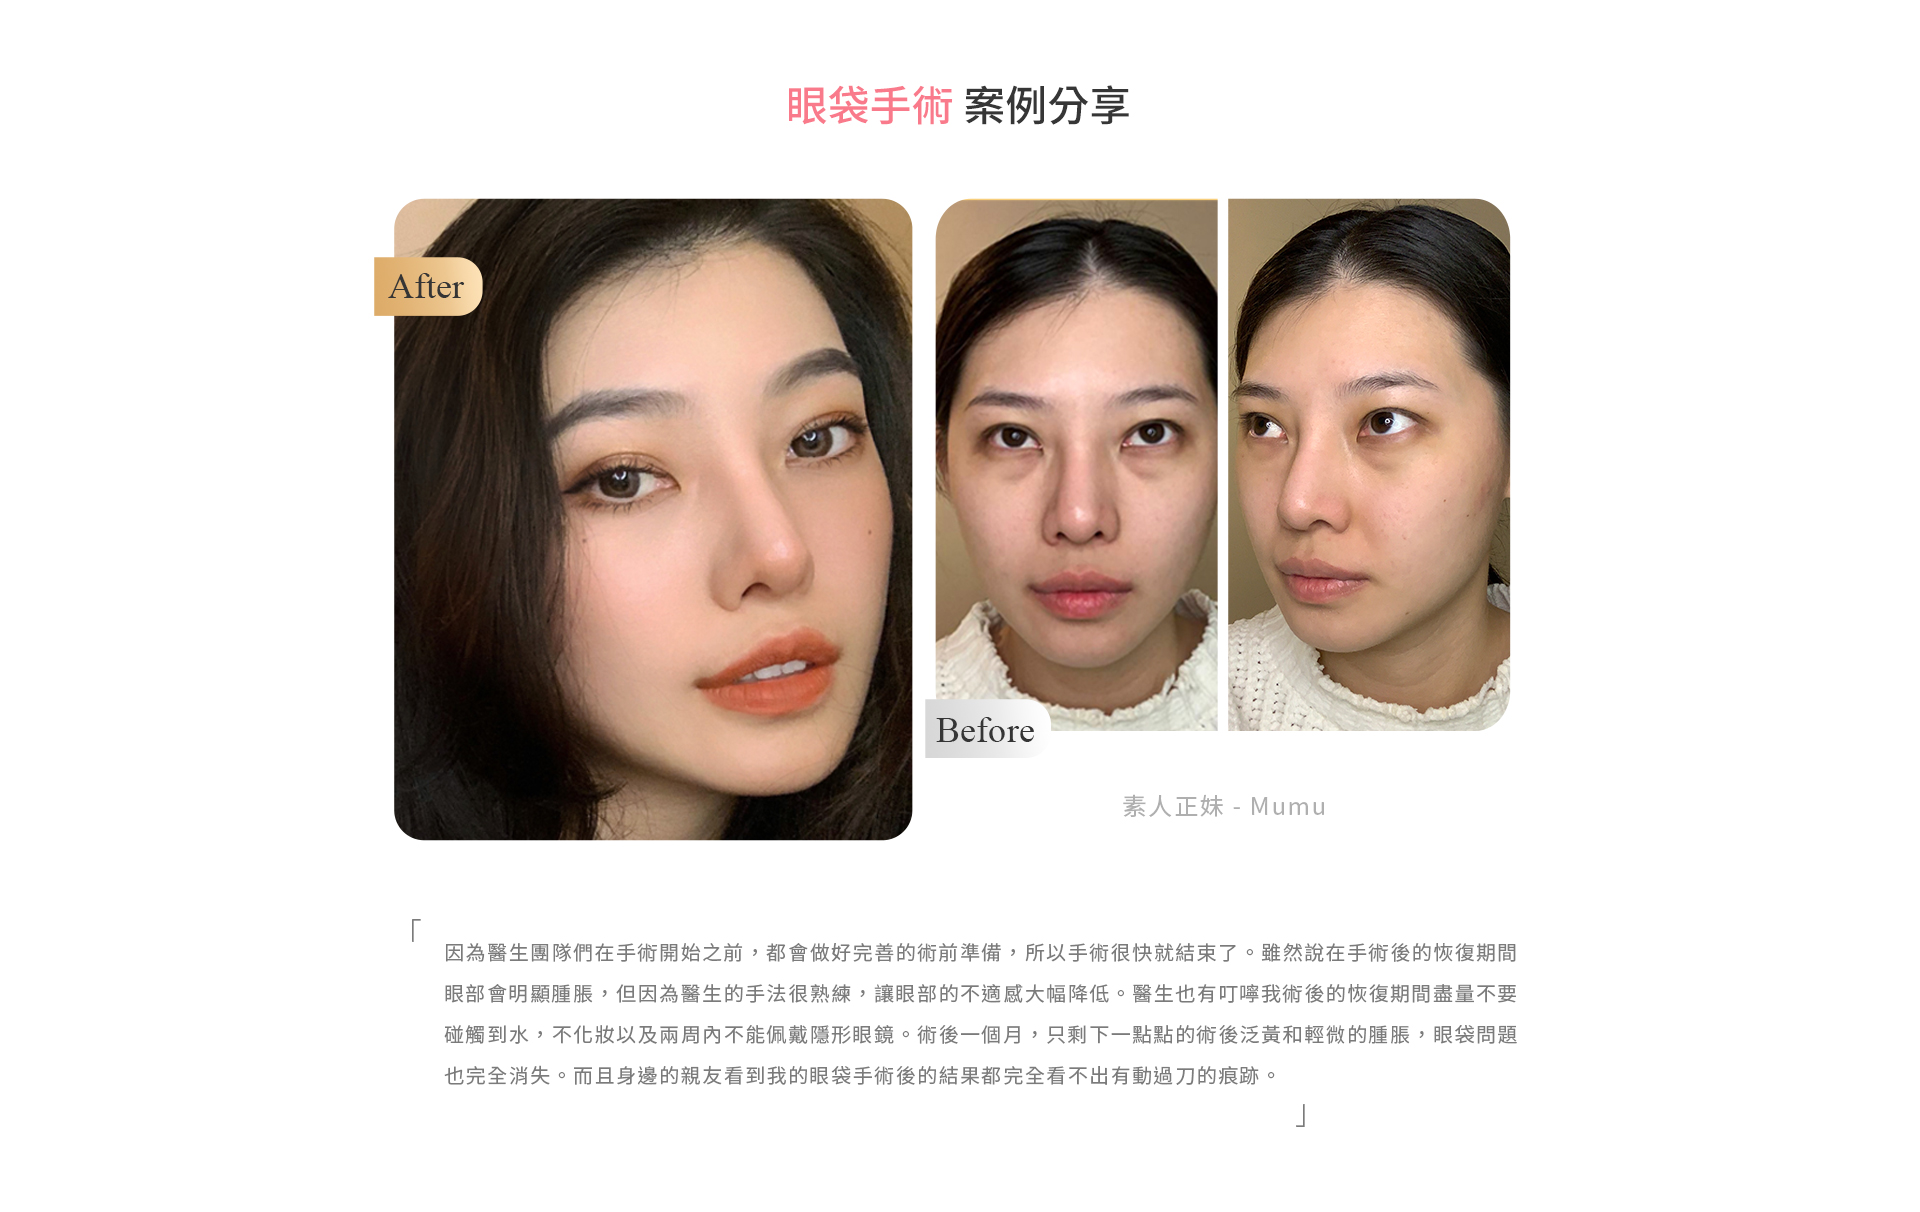 眼袋手術 案例分享
After
Before
素人正妹 - Mumu
「
因為醫生團隊們在手術開始之前，都會做好完善的術前準備，所以手術很快就結束了。雖然說在手術後的恢復期間
眼部會明顯腫脹，但因為醫生的手法很熟練，讓眼部的不適感大幅降低。醫生也有叮嚀我術後的恢復期間盡量不要
碰觸到水，不化妝以及兩周內不能佩戴隱形眼鏡。術後一個月，只剩下一點點的術後泛黃和輕微的腫脹，眼袋問題
也完全消失。而且身邊的親友看到我的眼袋手術後的結果都完全看不出有動過刀的痕跡。
」